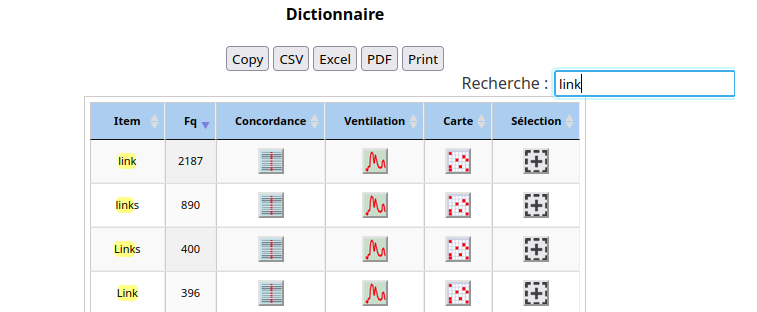 Dictionnaire
Copy CSV Excel PDF Print
Recherche : link
Item Fq Concordance Ventilation Carte Sélection
link 2187
links 890
Links 400
Link 396